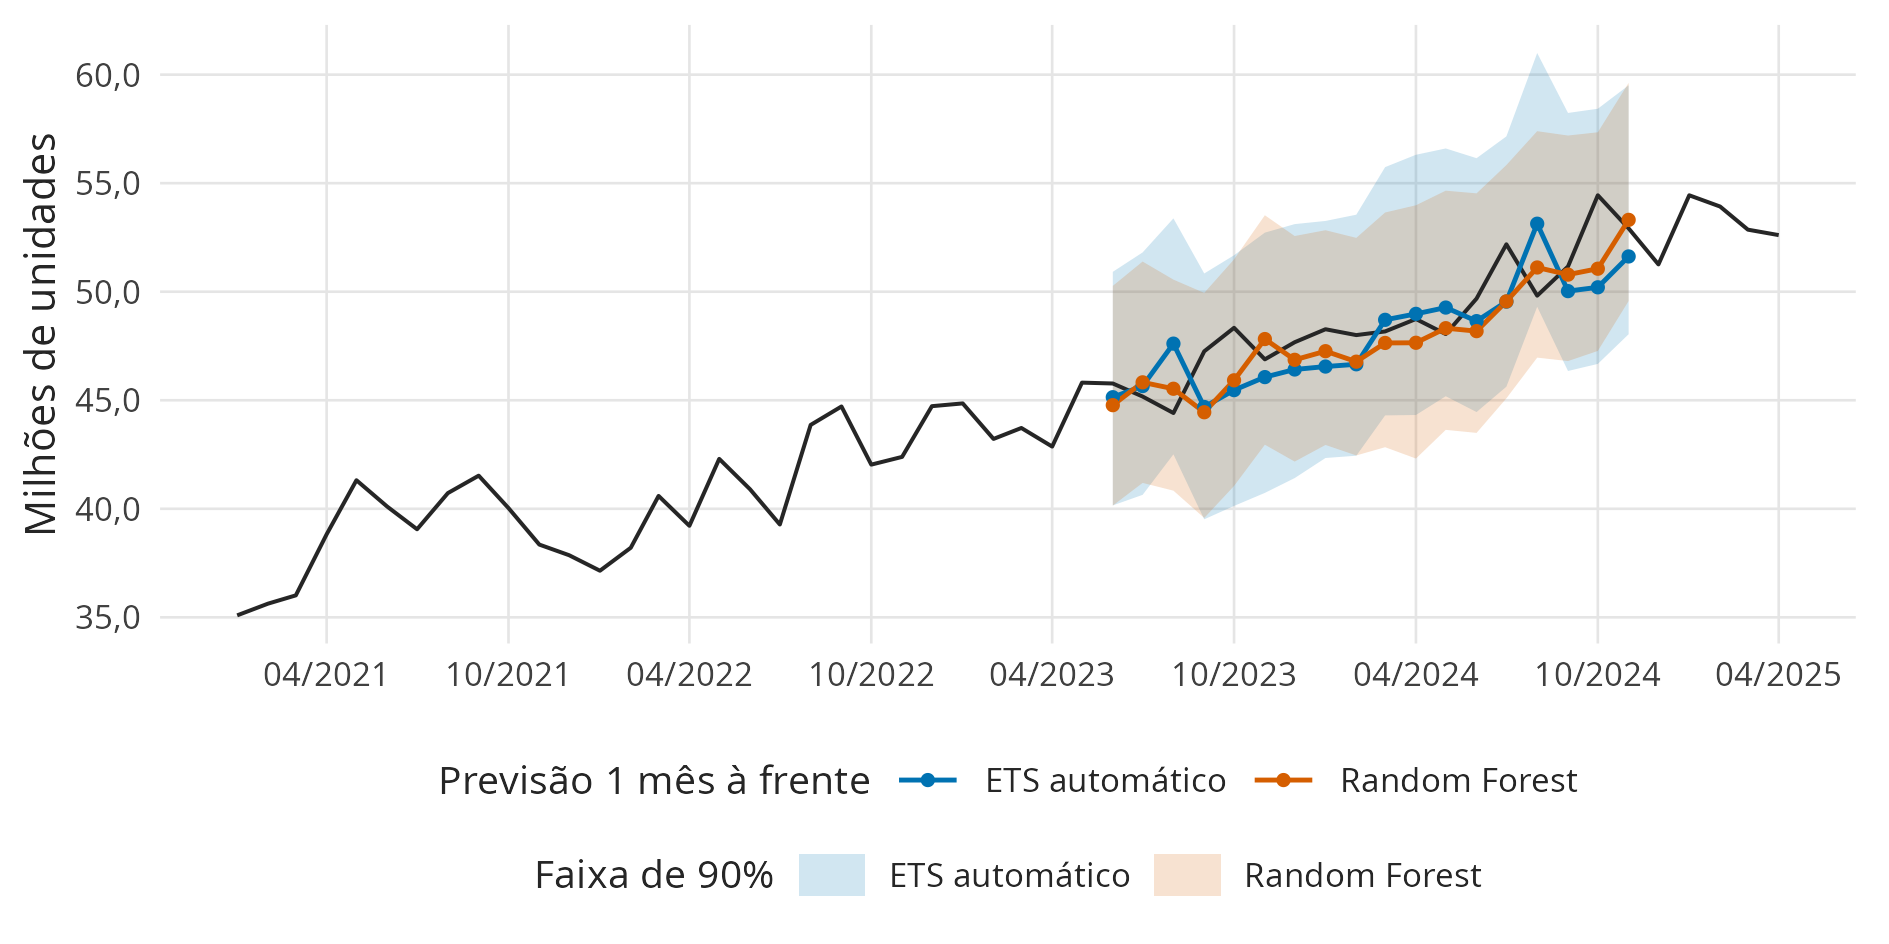 Milhões de unidades
60,0
55,0
50,0
45,0
40,0
35,0
04/2021 10/2021 04/2022 10/2022 04/2023 10/2023 04/2024 10/2024 04/2025
Previsão 1 mês à frente ETS automático Random Forest
Faixa de 90% ETS automático Random Forest